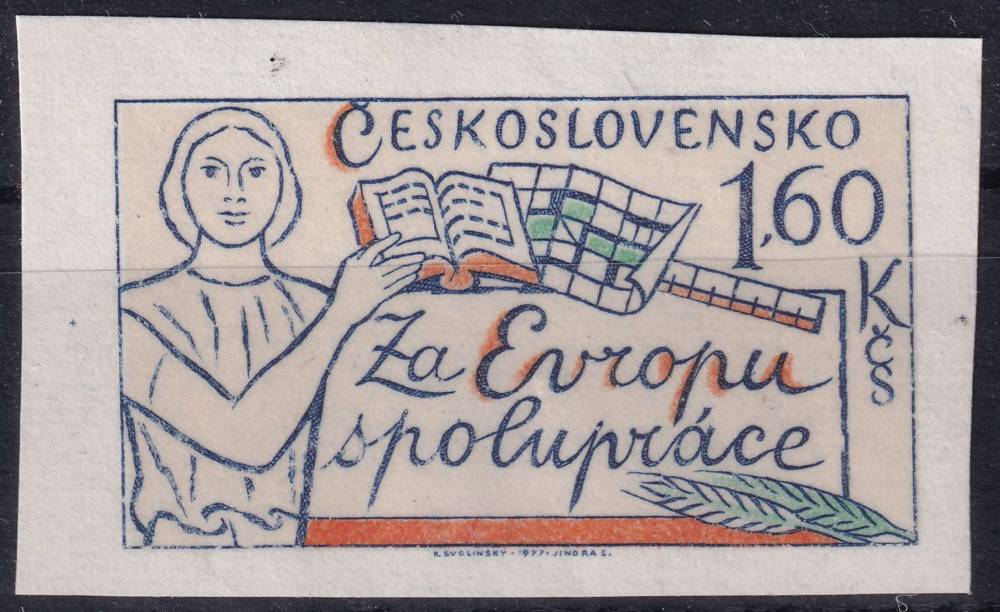 ČESKOSLOVENSKO
1,60
Kčs
Za Evropu
spolupráce
K. SVOLINSKÝ · 1977 · JINDRA S.